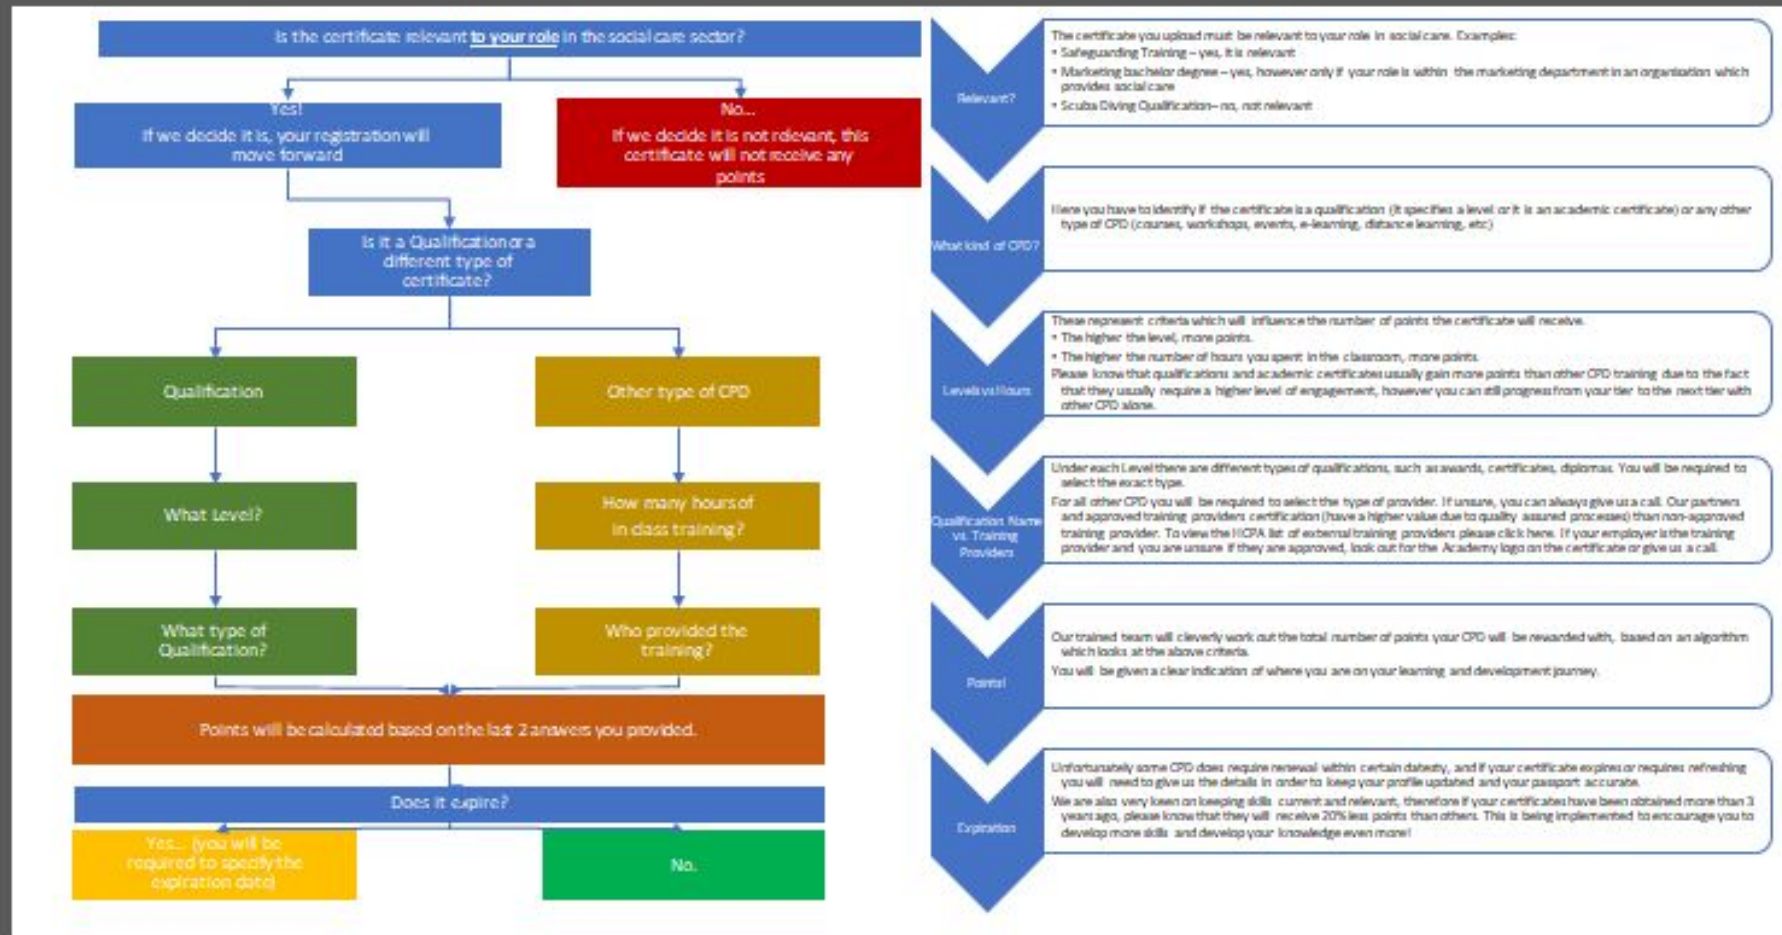 Is the certificate relevant to your role in the social care sector?
Yes!
If we decide it is, your registration will
move forward
No...
If we decide it is not relevant, this
certificate will not receive any
points
Is it a Qualification or a
different type of
certificate?
Qualification
Other type of CPD
What Level?
How many hours of
in class training?
What type of
Qualification?
Who provided the
training?
Points will be calculated based on the last 2 answers you provided.
Does it expire?
Yes... (you will be
required to specify the
expiration date)
No.
Relevant?
The certificate you upload must be relevant to your role in social care. Examples:
• Safeguarding Training – yes, it is relevant
• Marketing bachelor degree – yes, however only if your role is within the marketing department in an organisation which
provides social care
• Scuba Diving Qualification – no, not relevant
What kind of CPD?
Here you have to identify if the certificate is a qualification (it specifies a level or it is an academic certificate) or any other
type of CPD (courses, workshops, events, e-learning, distance learning, etc)
Levels vs Hours
These represent criteria which will influence the number of points the certificate will receive.
• The higher the level, more points.
• The higher the number of hours you spent in the classroom, more points.
Please know that qualifications and academic certificates usually gain more points than other CPD training due to the fact
that they usually require a higher level of engagement, however you can still progress from your tier to the next tier with
other CPD alone.
Qualification Name
vs. Training
Providers
Under each Level there are different types of qualifications, such as awards, certificates, diplomas. You will be required to
select the exact type.
For all other CPD you will be required to select the type of provider. If unsure, you can always give us a call. Our partners
and approved training providers certification (have a higher value due to quality assured processes) than non-approved
training provider. To view the HCPA list of external training providers please click here. If your employer is the training
provider and you are unsure if they are approved, look out for the Academy logo on the certificate or give us a call.
Points!
Our trained team will cleverly work out the total number of points your CPD will be rewarded with, based on an algorithm
which looks at the above criteria.
You will be given a clear indication of where you are on your learning and development journey.
Expiration
Unfortunately some CPD does require renewal within certain datesty, and if your certificate expires or requires refreshing
you will need to give us the details in order to keep your profile updated and your passport accurate.
We are also very keen on keeping skills current and relevant, therefore if your certificates have been obtained more than 3
years ago, please know that they will receive 20% less points than others. This is being implemented to encourage you to
develop more skills and develop your knowledge even more!